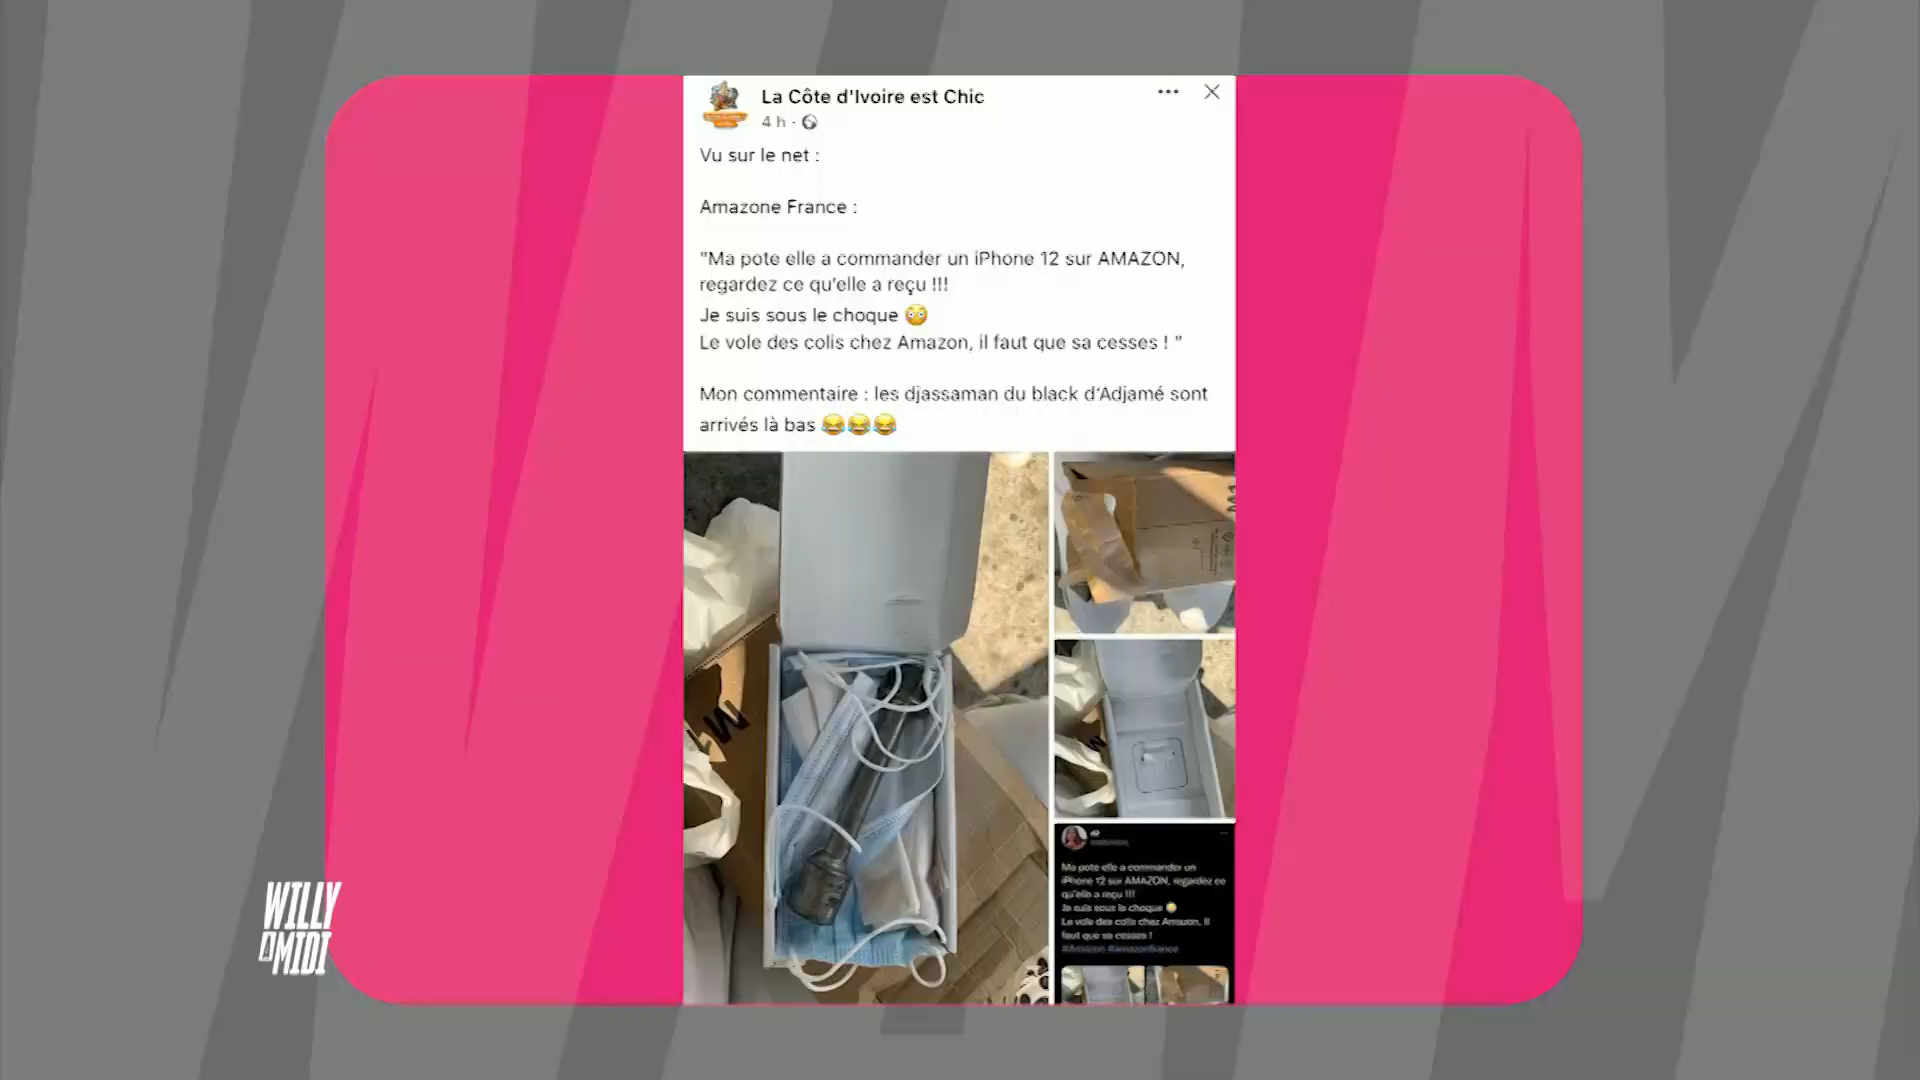 La Côte d'Ivoire est Chic
4 h ·
Vu sur le net :
Amazone France :
"Ma pote elle a commander un iPhone 12 sur AMAZON,
regardez ce qu'elle a reçu !!!
Je suis sous le choque 😳
Le vole des colis chez Amazon, il faut que sa cesses ! "
Mon commentaire : les djassaman du black d'Adjamé sont
arrivés là bas 😂😂😂
Ma pote elle a commander un
iPhone 12 sur AMAZON, regardez ce
qu'elle a reçu !!!
Je suis sous le choque 😳
Le vole des colis chez Amazon, il
faut que sa cesses !
#Amazon #amazonfrance
WILLY
À MIDI